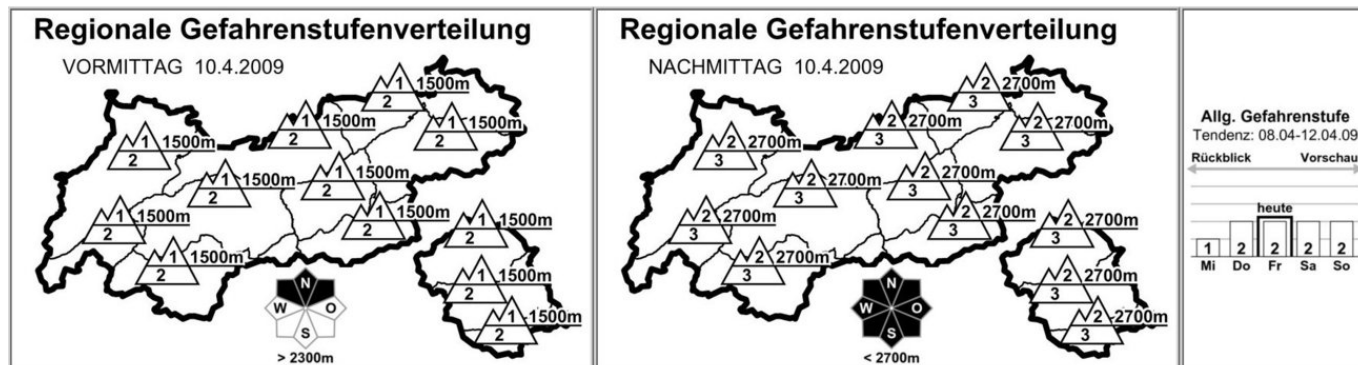 Regionale Gefahrenstufenverteilung
VORMITTAG 10.4.2009
1 1500m
2
1 1500m
2
1 1500m
2
1 1500m
2
1 1500m
2
1 1500m
2
1 1500m
2
1 1500m
2
1 1500m
2
1 1500m
2
1 1500m
2
1 1500m
2
N
W O
S
> 2300m
Regionale Gefahrenstufenverteilung
NACHMITTAG 10.4.2009
2 2700m
3
2 2700m
3
2 2700m
3
2 2700m
3
2 2700m
3
2 2700m
3
2 2700m
3
2 2700m
3
2 2700m
3
2 2700m
3
2 2700m
3
2 2700m
3
N
W O
S
< 2700m
Allg. Gefahrenstufe
Tendenz: 08.04-12.04.09
Rückblick Vorschau
heute
1 2 2 2 2
Mi Do Fr Sa So